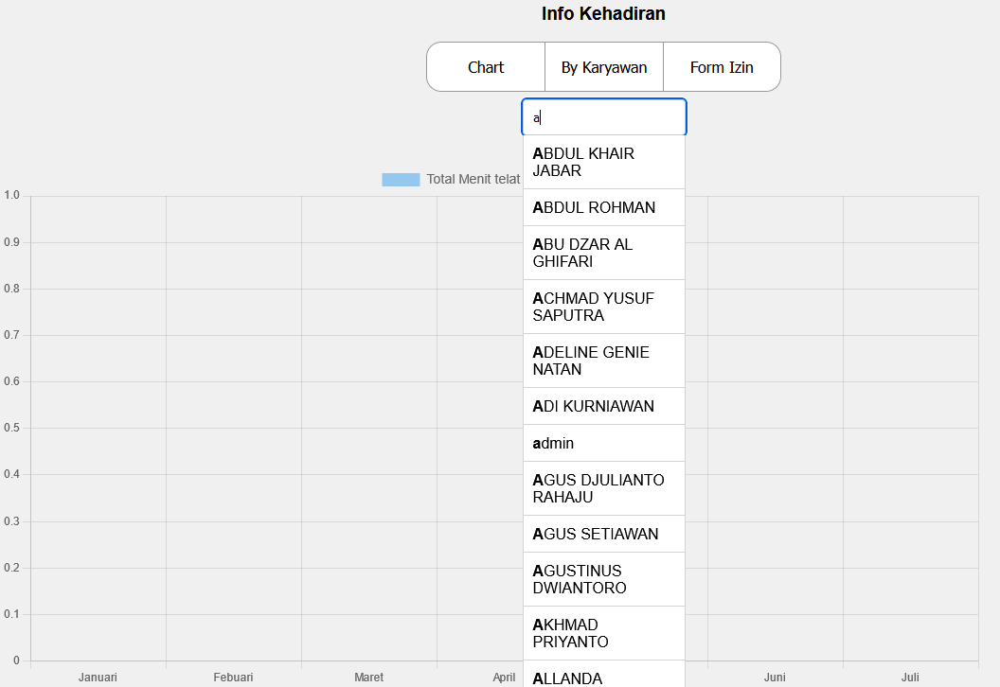 Info Kehadiran
Chart
By Karyawan
Form Izin
a
ABDUL KHAIR
JABAR
ABDUL ROHMAN
ABU DZAR AL
GHIFARI
ACHMAD YUSUF
SAPUTRA
ADELINE GENIE
NATAN
ADI KURNIAWAN
admin
AGUS DJULIANTO
RAHAJU
AGUS SETIAWAN
AGUSTINUS
DWIANTORO
AKHMAD
PRIYANTO
ALLANDA
Total Menit telat
1.0
0.9
0.8
0.7
0.6
0.5
0.4
0.3
0.2
0.1
0
Januari
Febuari
Maret
April
Juni
Juli